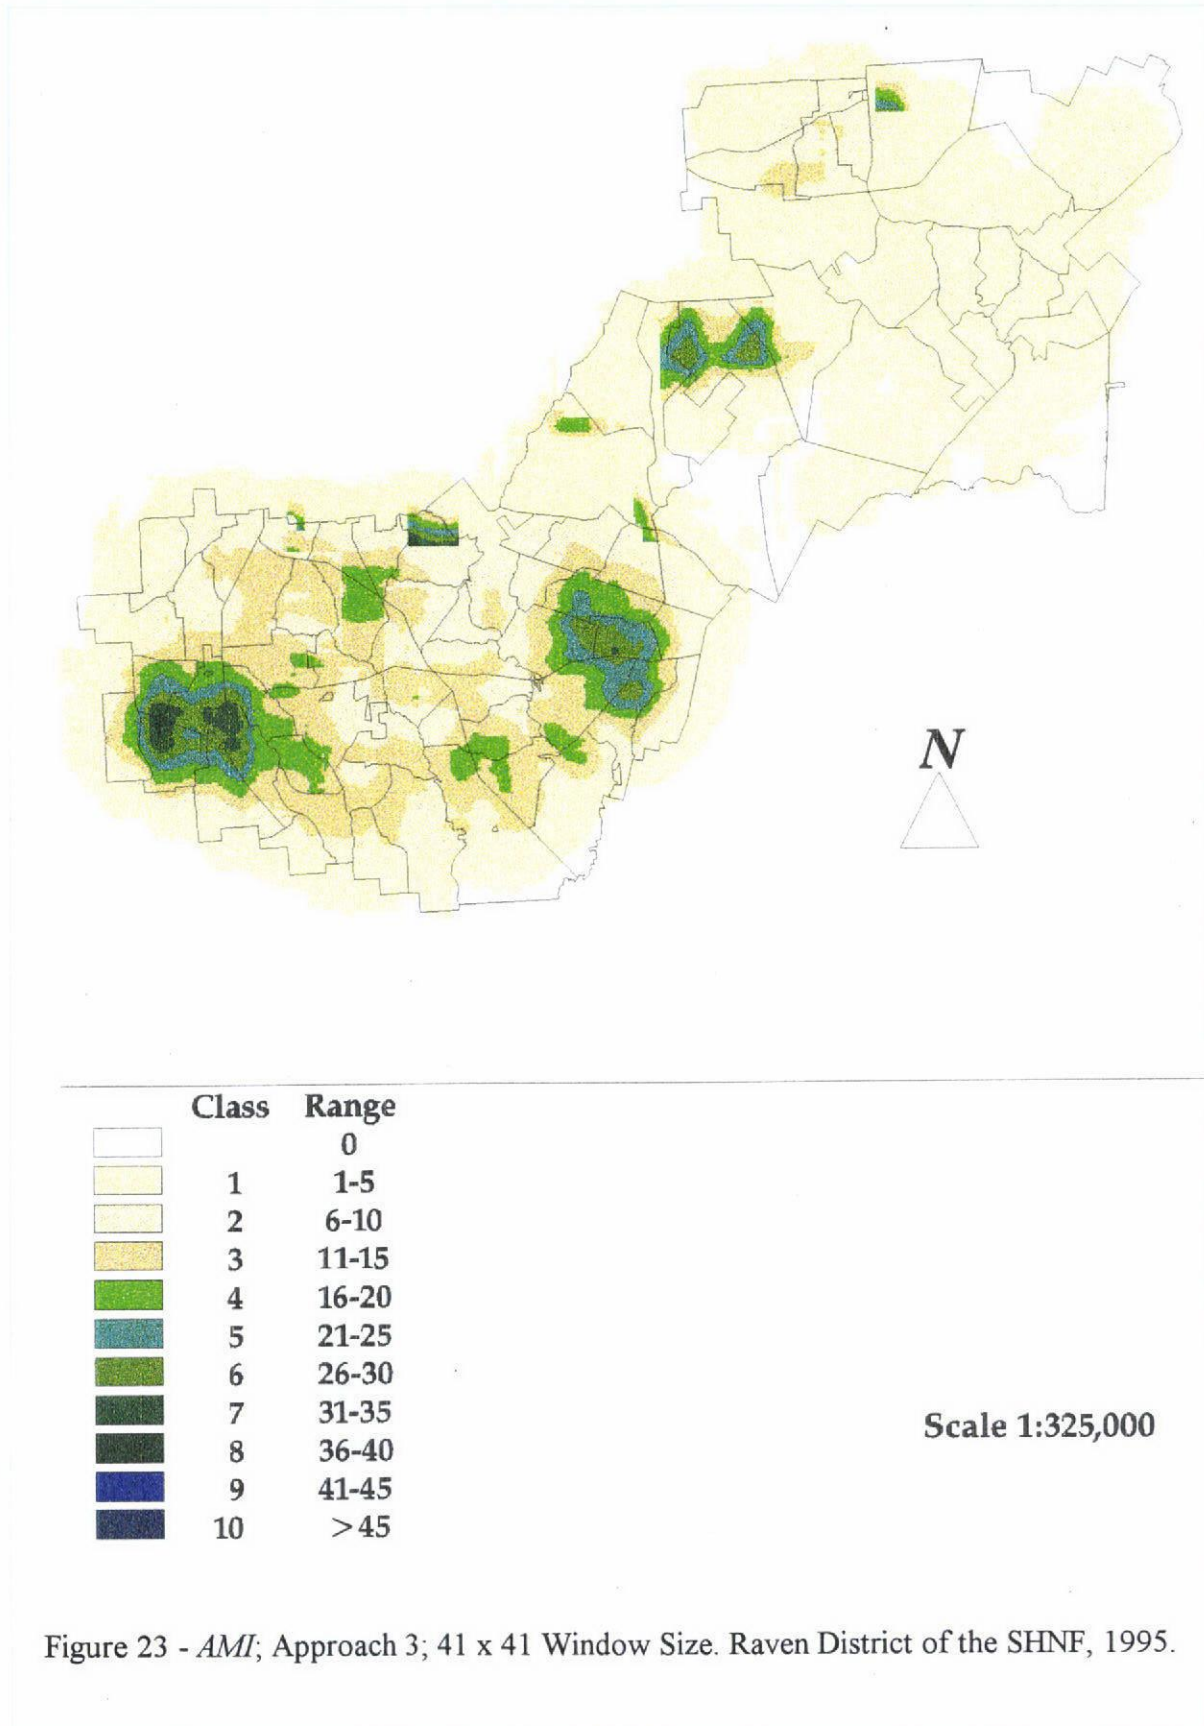 N
Class Range
0
1 1-5
2 6-10
3 11-15
4 16-20
5 21-25
6 26-30
7 31-35
8 36-40
9 41-45
10 >45
Scale 1:325,000
Figure 23 - AMI; Approach 3; 41 x 41 Window Size. Raven District of the SHNF, 1995.